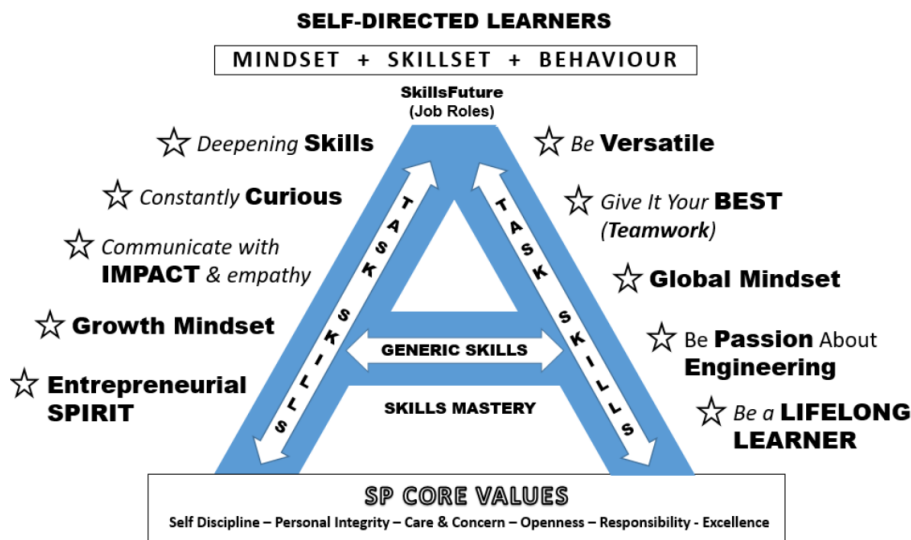 SELF-DIRECTED LEARNERS
MINDSET + SKILLSET + BEHAVIOUR
SkillsFuture
(Job Roles)
Deepening Skills
Constantly Curious
Communicate with
IMPACT & empathy
Growth Mindset
Entrepreneurial
SPIRIT
TASK SKILLS
TASK SKILLS
GENERIC SKILLS
SKILLS MASTERY
Be Versatile
Give It Your BEST
(Teamwork)
Global Mindset
Be Passion About
Engineering
Be a LIFELONG
LEARNER
SP CORE VALUES
Self Discipline – Personal Integrity – Care & Concern – Openness – Responsibility - Excellence